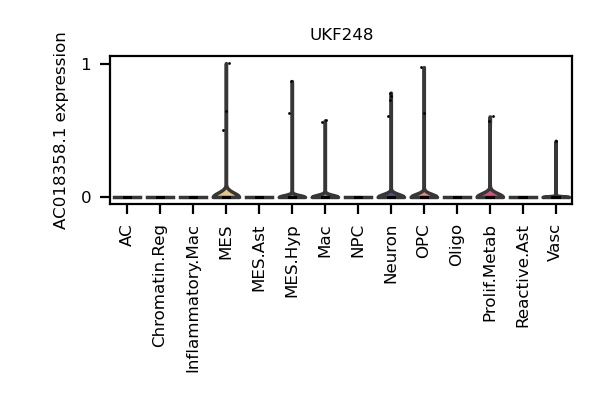 UKF248
AC018358.1 expression
1
0
AC
Chromatin.Reg
Inflammatory.Mac
MES
MES.Ast
MES.Hyp
Mac
NPC
Neuron
OPC
Oligo
Prolif.Metab
Reactive.Ast
Vasc